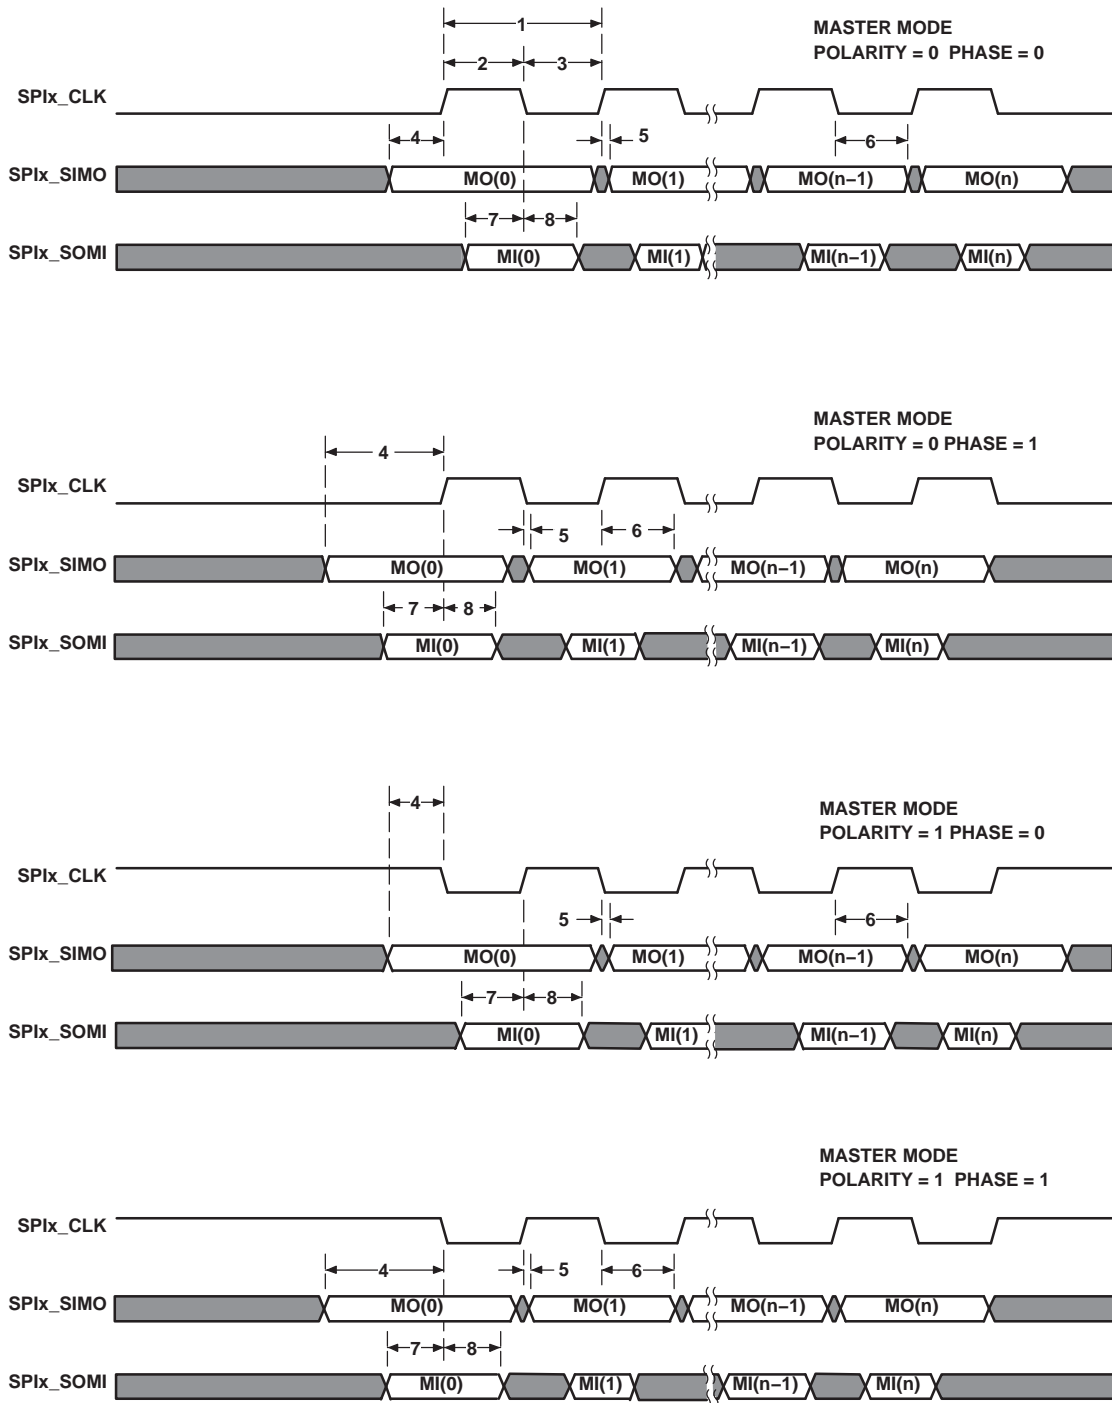 1
MASTER MODE
POLARITY = 0 PHASE = 0
2 3
SPIx_CLK
4 5 6
SPIx_SIMO MO(0) MO(1) MO(n−1) MO(n)
7 8
SPIx_SOMI MI(0) MI(1) MI(n−1) MI(n)
MASTER MODE
POLARITY = 0 PHASE = 1
4
SPIx_CLK
5 6
SPIx_SIMO MO(0) MO(1) MO(n−1) MO(n)
7 8
SPIx_SOMI MI(0) MI(1) MI(n−1) MI(n)
4
MASTER MODE
POLARITY = 1 PHASE = 0
SPIx_CLK
5 6
SPIx_SIMO MO(0) MO(1) MO(n−1) MO(n)
7 8
SPIx_SOMI MI(0) MI(1) MI(n−1) MI(n)
MASTER MODE
POLARITY = 1 PHASE = 1
SPIx_CLK
4 5 6
SPIx_SIMO MO(0) MO(1) MO(n−1) MO(n)
7 8
SPIx_SOMI MI(0) MI(1) MI(n−1) MI(n)